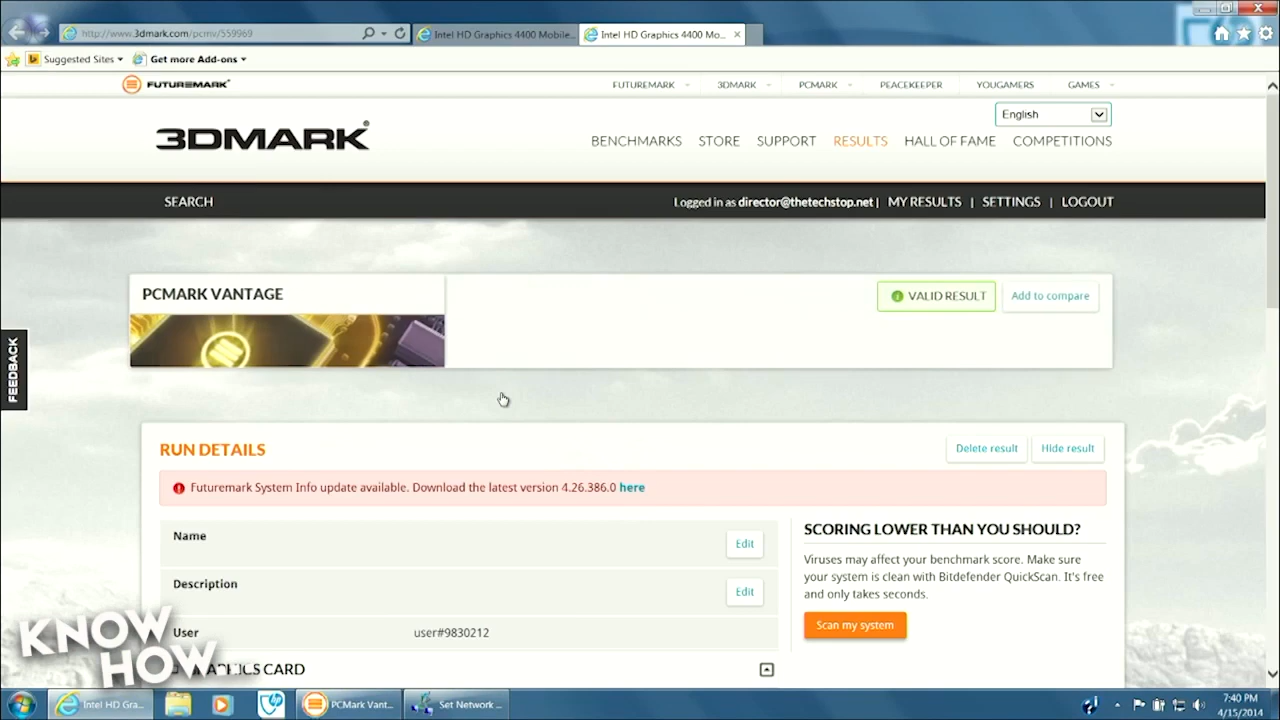 http://www.3dmark.com/pcmv/559969
Intel HD Graphics 4400 Mobile...
Intel HD Graphics 4400 Mo...
Suggested Sites
Get more Add-ons
FUTUREMARK
FUTUREMARK
3DMARK
PCMARK
PEACEKEEPER
YOUGAMERS
GAMES
English
3DMARK®
BENCHMARKS
STORE
SUPPORT
RESULTS
HALL OF FAME
COMPETITIONS
SEARCH
Logged in as director@thetechstop.net | MY RESULTS | SETTINGS | LOGOUT
PCMARK VANTAGE
VALID RESULT
Add to compare
FEEDBACK
RUN DETAILS
Delete result
Hide result
Futuremark System Info update available. Download the latest version 4.26.386.0 here
Name
Edit
Description
Edit
User
user#9830212
SCORING LOWER THAN YOU SHOULD?
Viruses may affect your benchmark score. Make sure
your system is clean with Bitdefender QuickScan. It's free
and only takes seconds.
Scan my system
CARD
KNOW
HOW
Intel HD Gra...
PCMark Vant...
Set Network ...
7:40 PM
4/15/2014